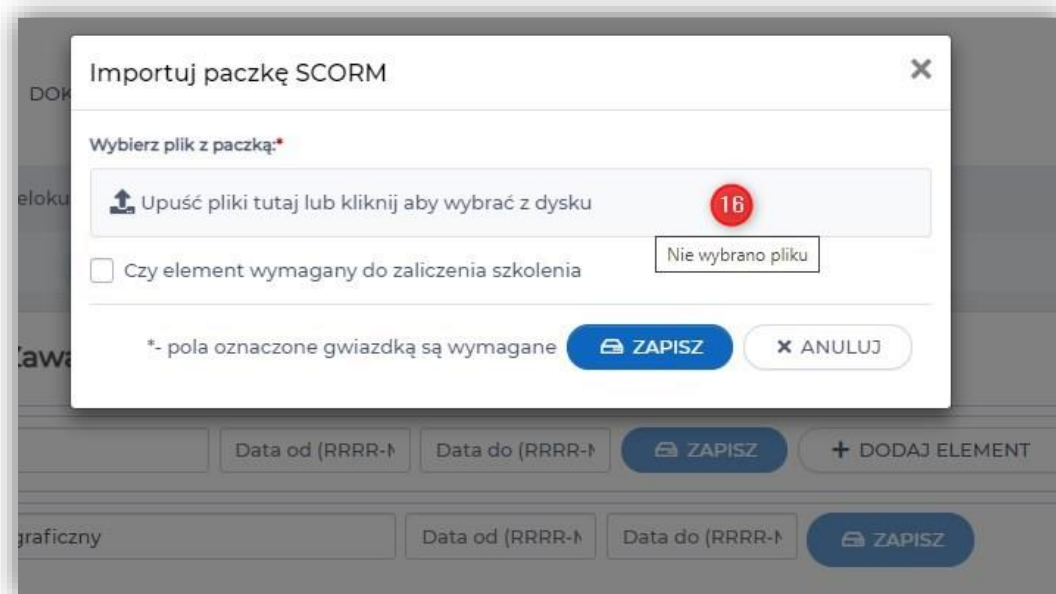 Importuj paczkę SCORM
DOK
Wybierz plik z paczką:*
eloku
Upuść pliki tutaj lub kliknij aby wybrać z dysku
16
Nie wybrano pliku
Czy element wymagany do zaliczenia szkolenia
*- pola oznaczone gwiazdką są wymagane ZAPISZ × ANULUJ
Zawa
Data od (RRRR-M Data do (RRRR-M ZAPISZ + DODAJ ELEMENT
graficzny Data od (RRRR-M Data do (RRRR-M ZAPISZ